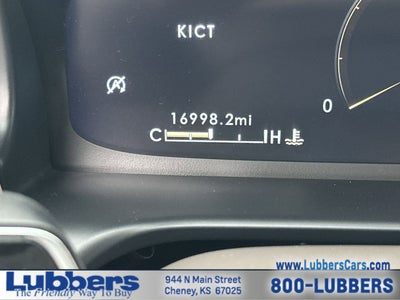 KICT
A
0
16998.2mi
C H
Lubbers
The Friendly Way To Buy
944 N Main Street
Cheney, KS 67025
www.LubbersCars.com
800-LUBBERS